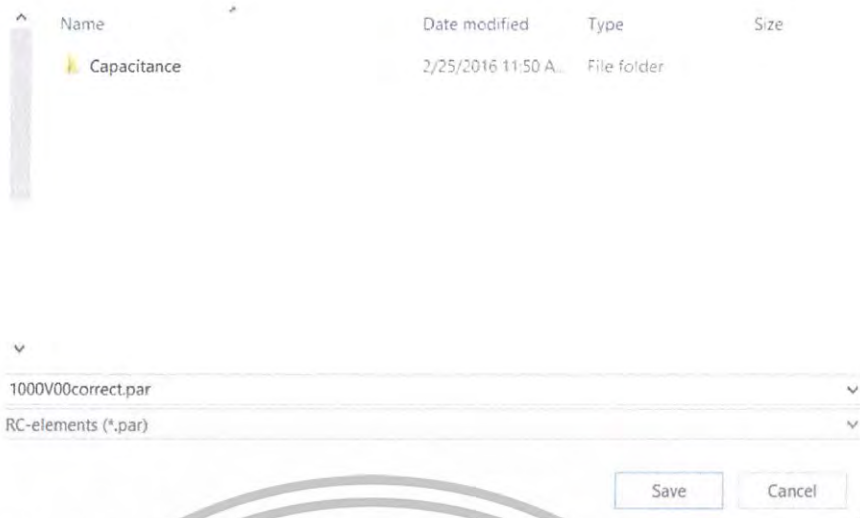 Name Date modified Type Size
Capacitance 2/25/2016 11:50 A... File folder
1000V00correct.par
RC-elements (*.par)
Save Cancel